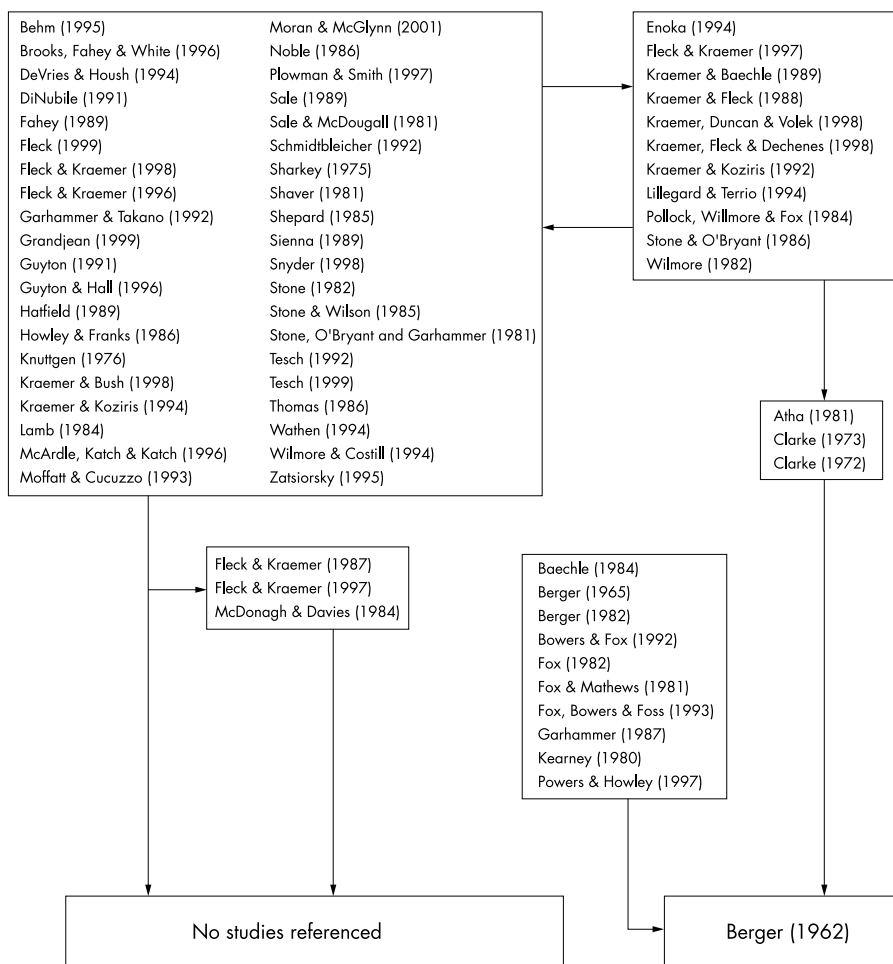 Behm (1995)
Brooks, Fahey & White (1996)
DeVries & Housh (1994)
DiNubile (1991)
Fahey (1989)
Fleck (1999)
Fleck & Kraemer (1998)
Fleck & Kraemer (1996)
Garhammer & Takano (1992)
Grandjean (1999)
Guyton (1991)
Guyton & Hall (1996)
Hatfield (1989)
Howley & Franks (1986)
Knuttgen (1976)
Kraemer & Bush (1998)
Kraemer & Koziris (1994)
Lamb (1984)
McArdle, Katch & Katch (1996)
Moffatt & Cucuzzo (1993)
Moran & McGlynn (2001)
Noble (1986)
Plowman & Smith (1997)
Sale (1989)
Sale & McDougall (1981)
Schmidtbleicher (1992)
Sharkey (1975)
Shaver (1981)
Shepard (1985)
Sienna (1989)
Snyder (1998)
Stone (1982)
Stone & Wilson (1985)
Stone, O'Bryant and Garhammer (1981)
Tesch (1992)
Tesch (1999)
Thomas (1986)
Wathen (1994)
Wilmore & Costill (1994)
Zatsiorsky (1995)
Enoka (1994)
Fleck & Kraemer (1997)
Kraemer & Baechle (1989)
Kraemer & Fleck (1988)
Kraemer, Duncan & Volek (1998)
Kraemer, Fleck & Dechenes (1998)
Kraemer & Koziris (1992)
Lillegard & Terrio (1994)
Pollock, Willmore & Fox (1984)
Stone & O'Bryant (1986)
Wilmore (1982)
Atha (1981)
Clarke (1973)
Clarke (1972)
Fleck & Kraemer (1987)
Fleck & Kraemer (1997)
McDonagh & Davies (1984)
Baechle (1984)
Berger (1965)
Berger (1982)
Bowers & Fox (1992)
Fox (1982)
Fox & Mathews (1981)
Fox, Bowers & Foss (1993)
Garhammer (1987)
Kearney (1980)
Powers & Howley (1997)
No studies referenced
Berger (1962)